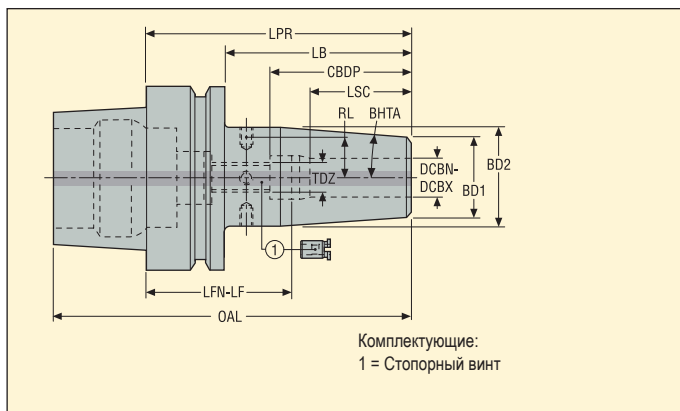 LPR
LB
CBDP
LSC
RL
BHTA
TDZ
DCBN-
DCBX
BD1
BD2
1
LFN-LF
OAL
Комплектующие:
1 = Стопорный винт